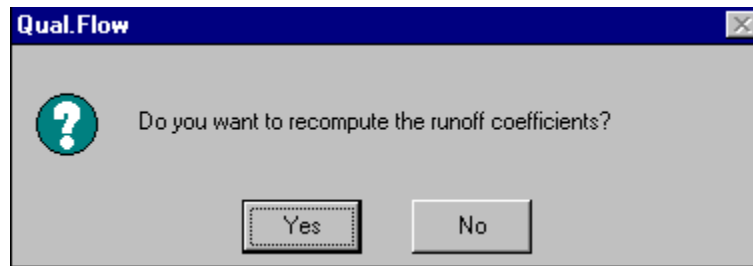 Qual.Flow
Do you want to recompute the runoff coefficients?
Yes No